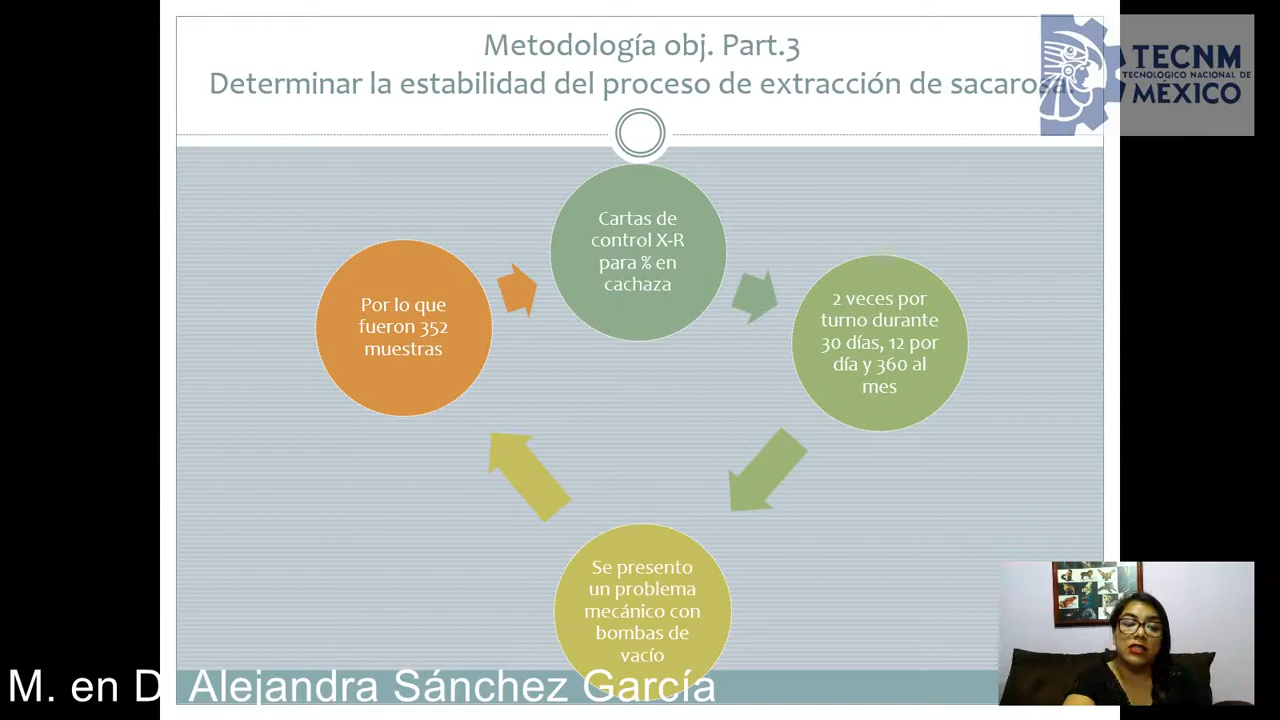 Metodología obj. Part.3
Determinar la estabilidad del proceso de extracción de sacarosa.
TECNM
TECNOLÓGICO NACIONAL DE
MÉXICO
Cartas de
control X-R
para % en
cachaza
2 veces por
turno durante
30 días, 12 por
día y 360 al
mes
Se presento
un problema
mecánico con
bombas de
vacío
Por lo que
fueron 352
muestras
M. en D. Alejandra Sánchez García